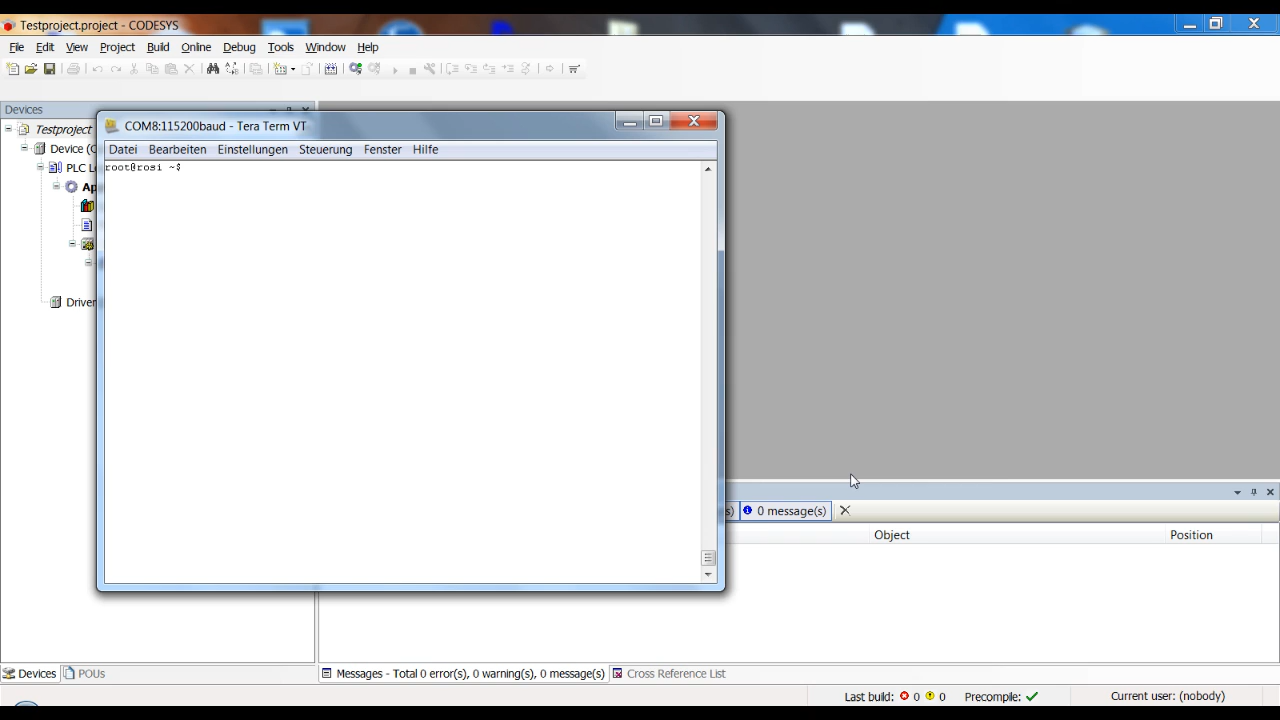 Testproject.project - CODESYS
File Edit View Project Build Online Debug Tools Window Help
Devices
Testproject
Device (
PLC L
Ap
Driver
COM8:115200baud - Tera Term VT
Datei Bearbeiten Einstellungen Steuerung Fenster Hilfe
root@rosi ~$
s) 0 message(s)
Object Position
Devices POUs
Messages - Total 0 error(s), 0 warning(s), 0 message(s) Cross Reference List
Last build: 0 0 Precompile: Current user: (nobody)